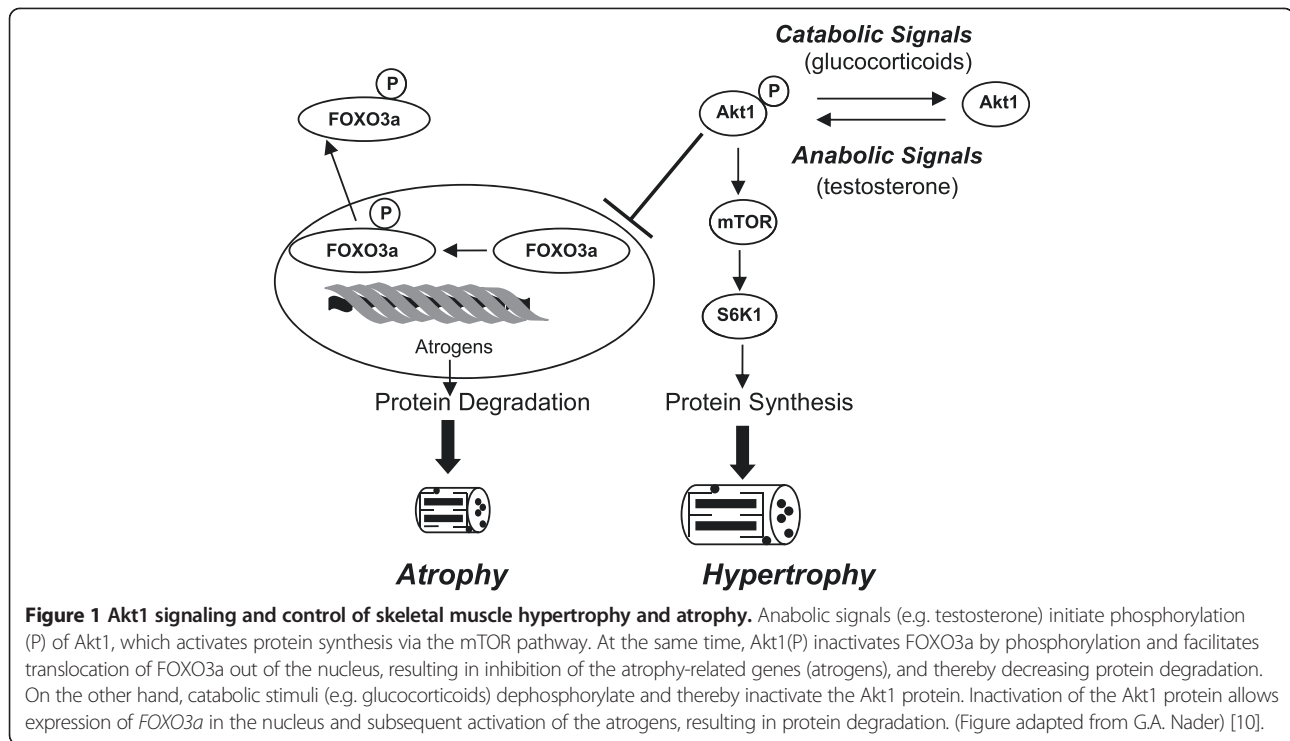 Catabolic Signals
(glucocorticoids)
P
Akt1
Akt1
Anabolic Signals
(testosterone)
P
FOXO3a
P
FOXO3a
FOXO3a
mTOR
S6K1
Atrogens
Protein Degradation
Protein Synthesis
Atrophy
Hypertrophy
Figure 1 Akt1 signaling and control of skeletal muscle hypertrophy and atrophy. Anabolic signals (e.g. testosterone) initiate phosphorylation
(P) of Akt1, which activates protein synthesis via the mTOR pathway. At the same time, Akt1(P) inactivates FOXO3a by phosphorylation and facilitates
translocation of FOXO3a out of the nucleus, resulting in inhibition of the atrophy-related genes (atrogens), and thereby decreasing protein degradation.
On the other hand, catabolic stimuli (e.g. glucocorticoids) dephosphorylate and thereby inactivate the Akt1 protein. Inactivation of the Akt1 protein allows
expression of FOXO3a in the nucleus and subsequent activation of the atrogens, resulting in protein degradation. (Figure adapted from G.A. Nader) [10].